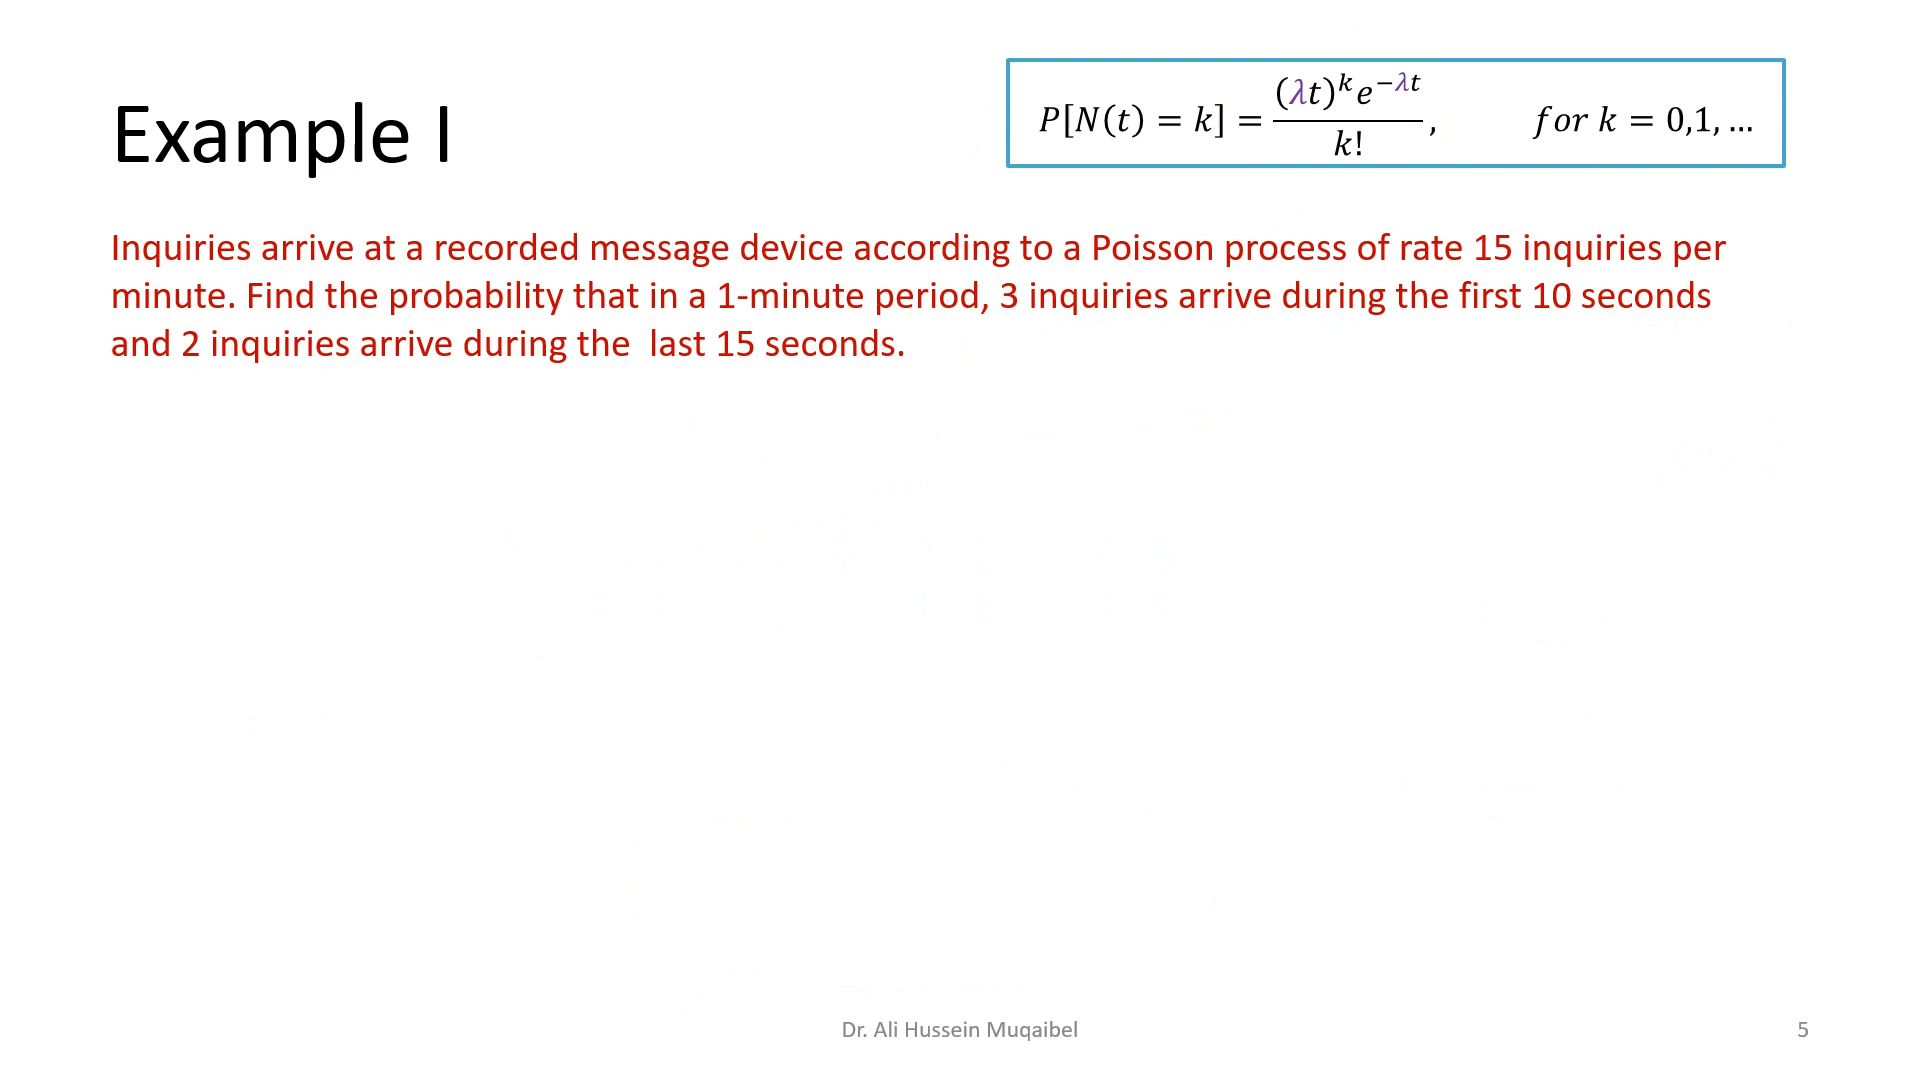 Example I
P[N(t) = k] = (λt)^k e^{-λt} / k! , for k = 0,1, ...
Inquiries arrive at a recorded message device according to a Poisson process of rate 15 inquiries per
minute. Find the probability that in a 1-minute period, 3 inquiries arrive during the first 10 seconds
and 2 inquiries arrive during the  last 15 seconds.
Dr. Ali Hussein Muqaibel
5